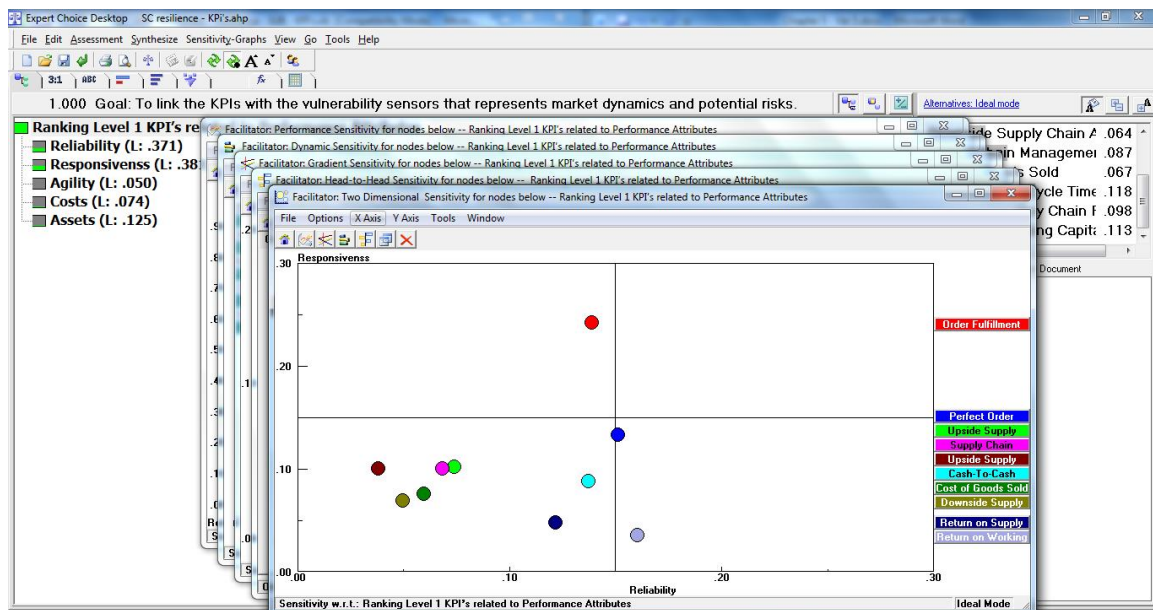 Expert Choice Desktop SC resilience - KPi's.ahp
File Edit Assessment Synthesize Sensitivity-Graphs View Go Tools Help
3:1 ABC fx
1.000 Goal: To link the KPIs with the vulnerability sensors that represents market dynamics and potential risks.
Alternatives: Ideal mode
Ranking Level 1 KPI's re
Reliability (L: .371)
Responsivenss (L: .38
Agility (L: .050)
Costs (L: .074)
Assets (L: .125)
Facilitator: Performance Sensitivity for nodes below -- Ranking Level 1 KPI's related to Performance Attributes
Facilitator: Dynamic Sensitivity for nodes below -- Ranking Level 1 KPI's related to Performance Attributes
Facilitator: Gradient Sensitivity for nodes below -- Ranking Level 1 KPI's related to Performance Attributes
Facilitator: Head-to-Head Sensitivity for nodes below -- Ranking Level 1 KPI's related to Performance Attributes
Facilitator: Two Dimensional Sensitivity for nodes below -- Ranking Level 1 KPI's related to Performance Attributes
File Options X Axis Y Axis Tools Window
de Supply Chain A .064
ain Managemei .087
s Sold .067
ycle Time .118
y Chain F .098
ng Capita .113
Document
Responsivenss
.30
.20
.10
.00
.00 .10 .20 .30
Reliability
Order Fulfillment
Perfect Order
Upside Supply
Supply Chain
Upside Supply
Cash-To-Cash
Cost of Goods Sold
Downside Supply
Return on Supply
Return on Working
Sensitivity w.r.t.: Ranking Level 1 KPI's related to Performance Attributes
Ideal Mode